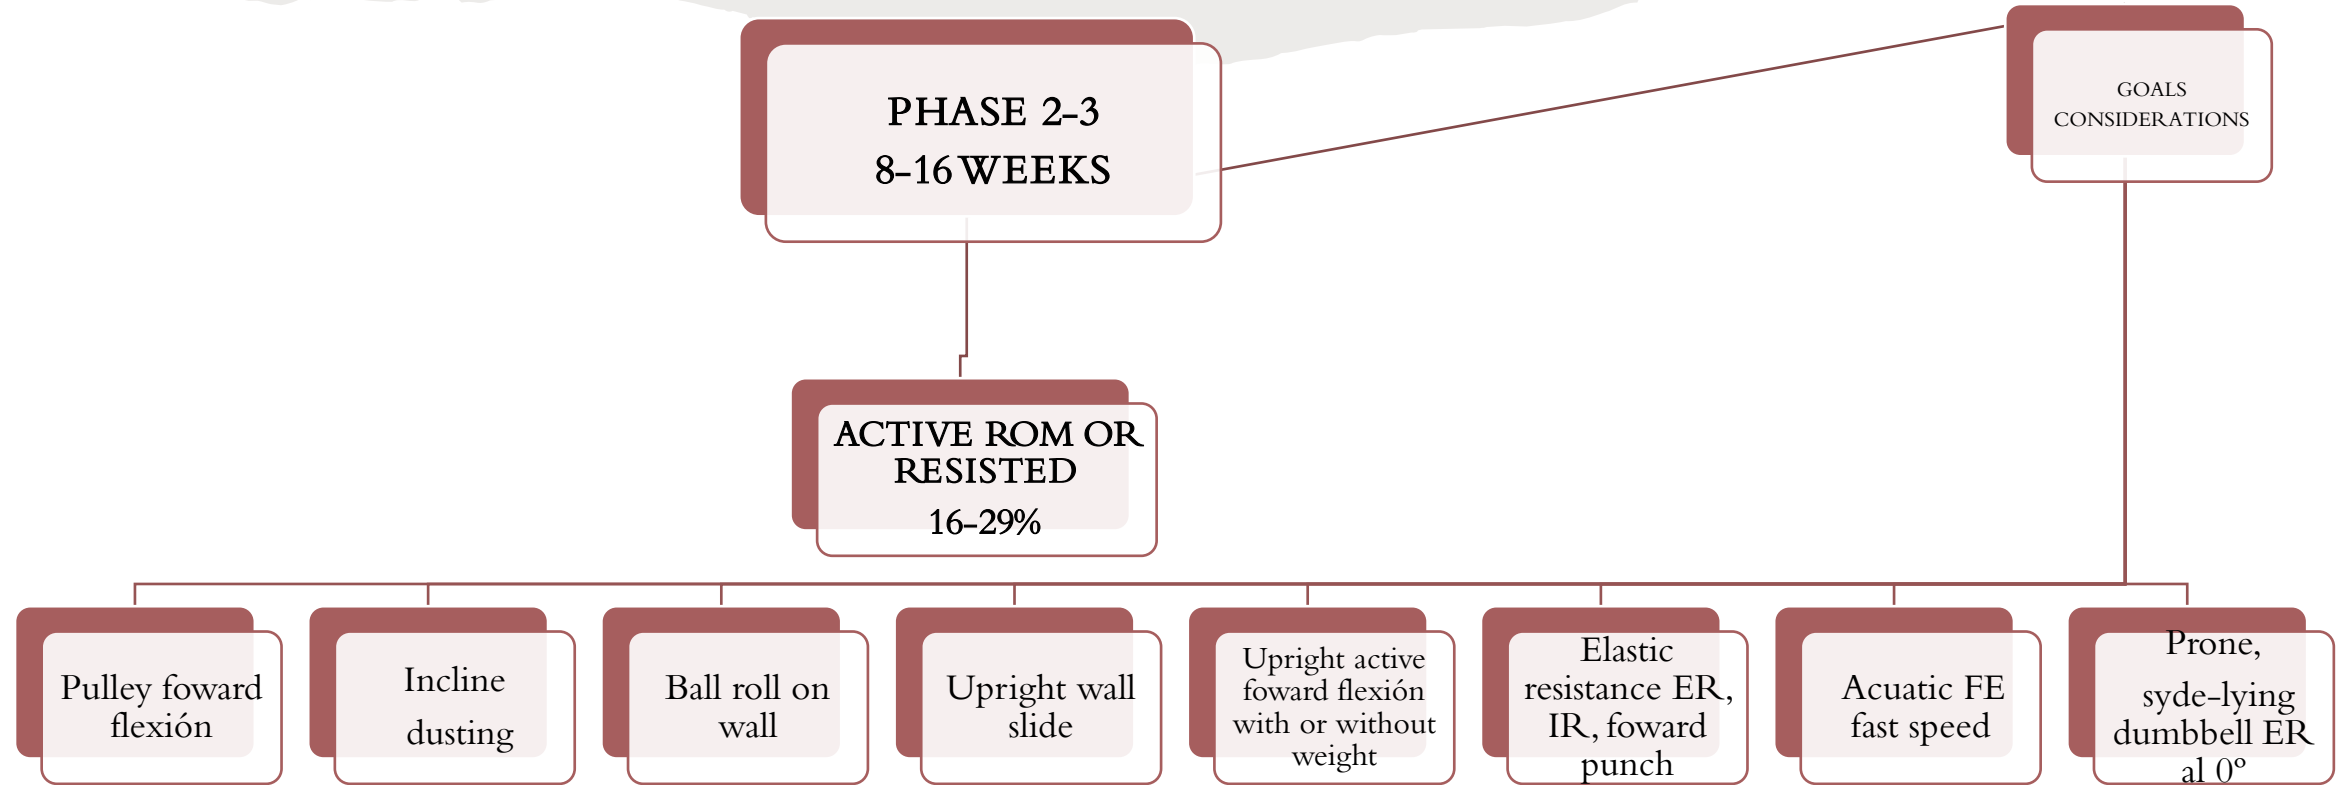 PHASE 2-3
8-16 WEEKS
GOALS
CONSIDERATIONS
ACTIVE ROM OR
RESISTED
16-29%
Pulley foward
flexión
Incline
dusting
Ball roll on
wall
Upright wall
slide
Upright active
foward flexión
with or without
weight
Elastic
resistance ER,
IR, foward
punch
Acuatic FE
fast speed
Prone,
syde-lying
dumbbell ER
al 0º